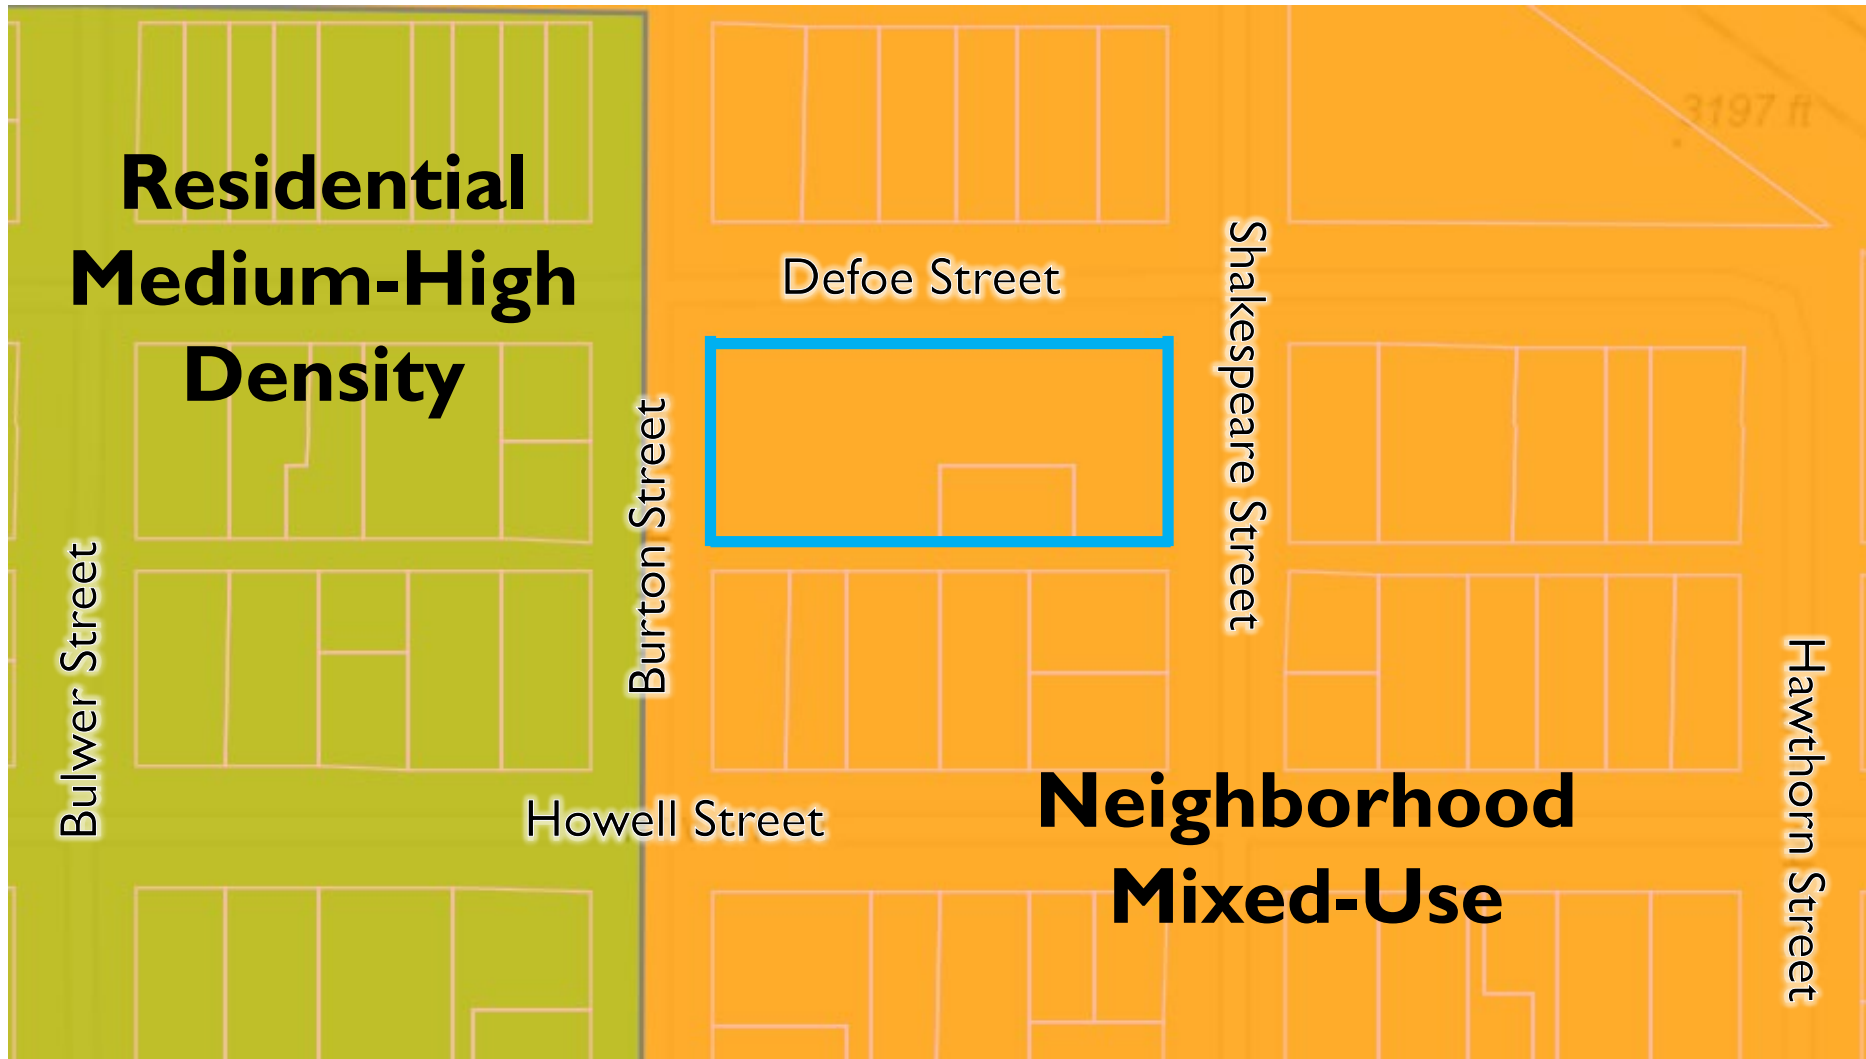 3197 ft
Residential
Medium-High
Density
Defoe Street
Shakespeare Street
Burton Street
Bulwer Street
Hawthorn Street
Howell Street
Neighborhood
Mixed-Use